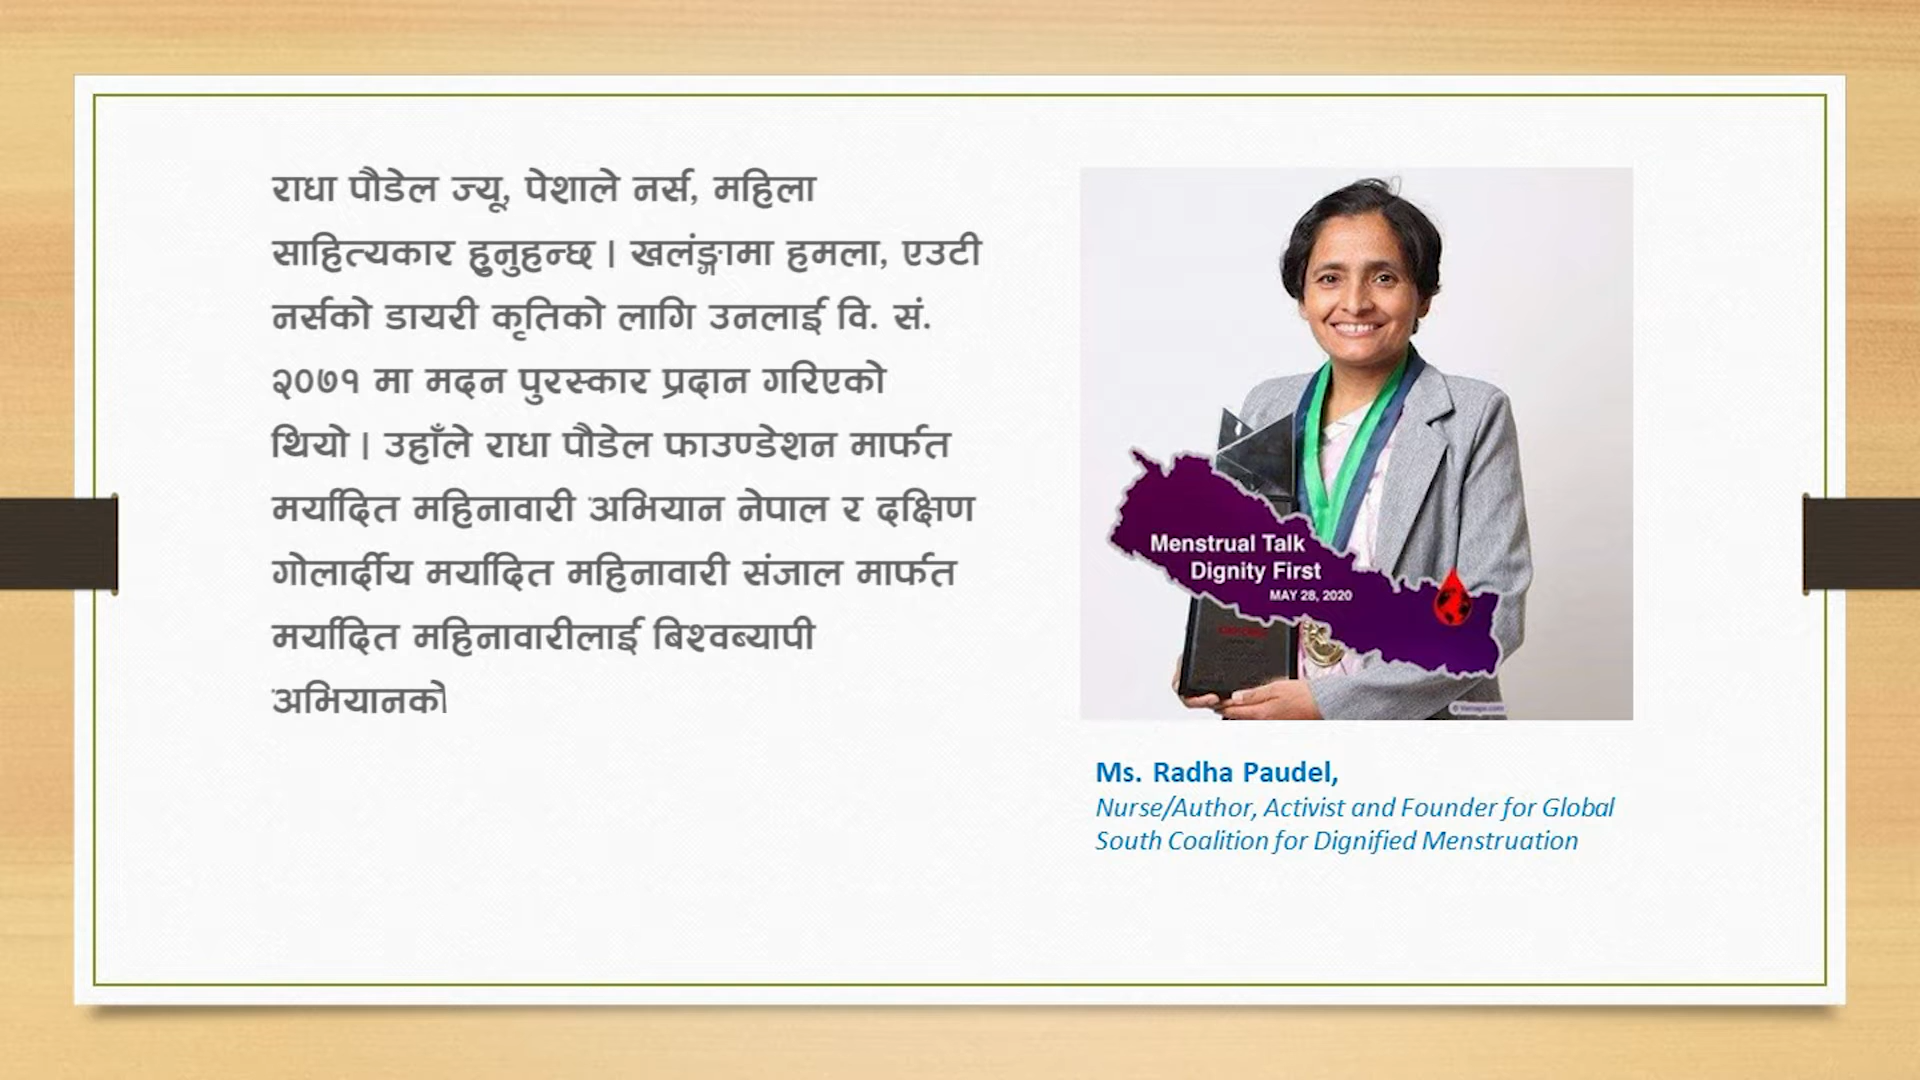 राधा पौडेल ज्यू, पेशाले नर्स, महिला
साहित्यकार हुनुहन्छ | खलंङ्गामा हमला, एउटी
नर्सको डायरी कृतिको लागि उनलाई वि. सं.
२०७१ मा मदन पुरस्कार प्रदान गरिएको
थियो | उहाँले राधा पौडेल फाउण्डेशन मार्फत
मर्यादित महिनावारी अभियान नेपाल र दक्षिण
गोलार्दीय मर्यादित महिनावारी संजाल मार्फत
मर्यादित महिनावारीलाई बिश्वब्यापी
अभियानको
Menstrual Talk
Dignity First
MAY 28, 2020
Ms. Radha Paudel,
Nurse/Author, Activist and Founder for Global
South Coalition for Dignified Menstruation